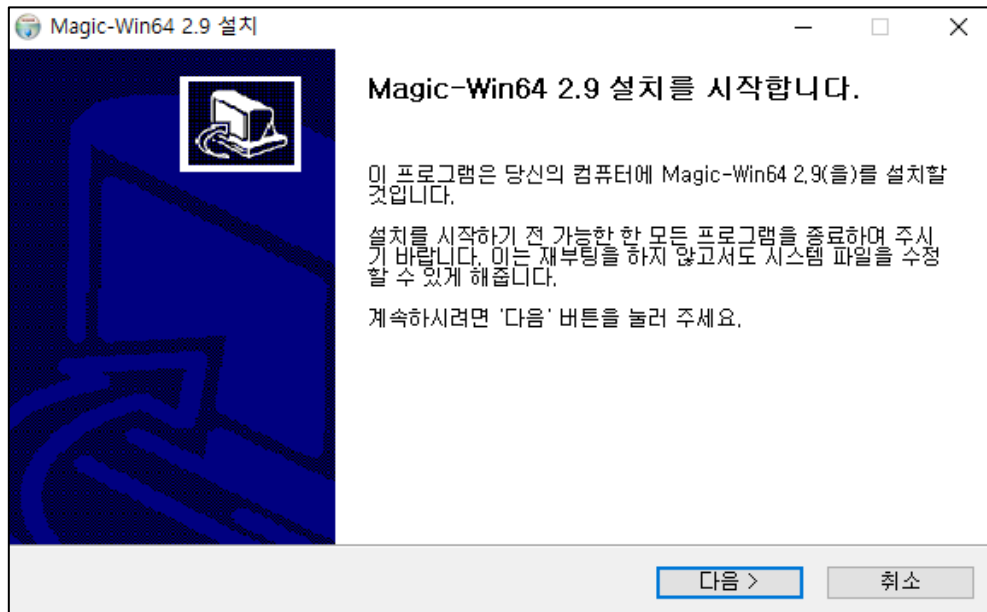 Magic-Win64 2.9 설치
Magic-Win64 2.9 설치를 시작합니다.
이 프로그램은 당신의 컴퓨터에 Magic-Win64 2.9(을)를 설치할
것입니다.
설치를 시작하기 전 가능한 한 모든 프로그램을 종료하여 주시
기 바랍니다. 이는 재부팅을 하지 않고서도 시스템 파일을 수정
할 수 있게 해줍니다.
계속하시려면 '다음' 버튼을 눌러 주세요.
다음 >
취소